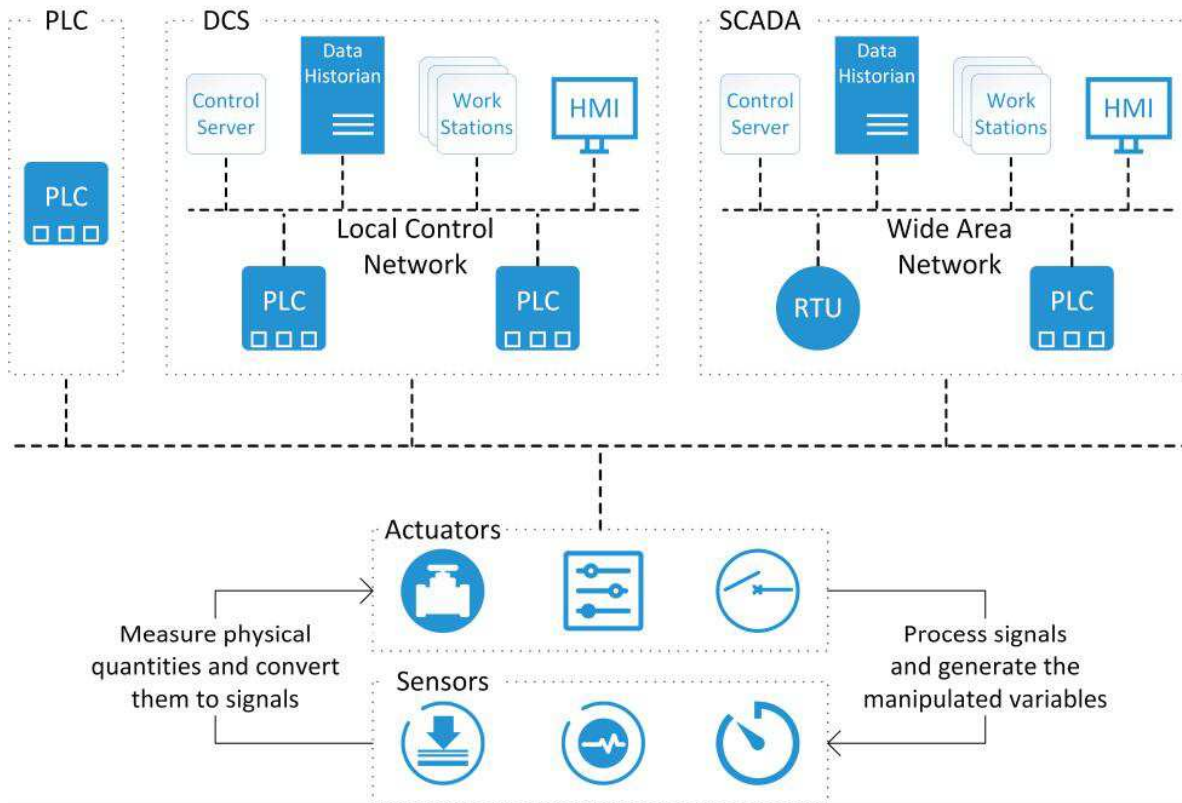 PLC
PLC
DCS
Control
Server
Data
Historian
Work
Stations
HMI
Local Control
Network
PLC
PLC
SCADA
Control
Server
Data
Historian
Work
Stations
HMI
Wide Area
Network
RTU
PLC
Actuators
Measure physical
quantities and convert
them to signals
Process signals
and generate the
manipulated variables
Sensors